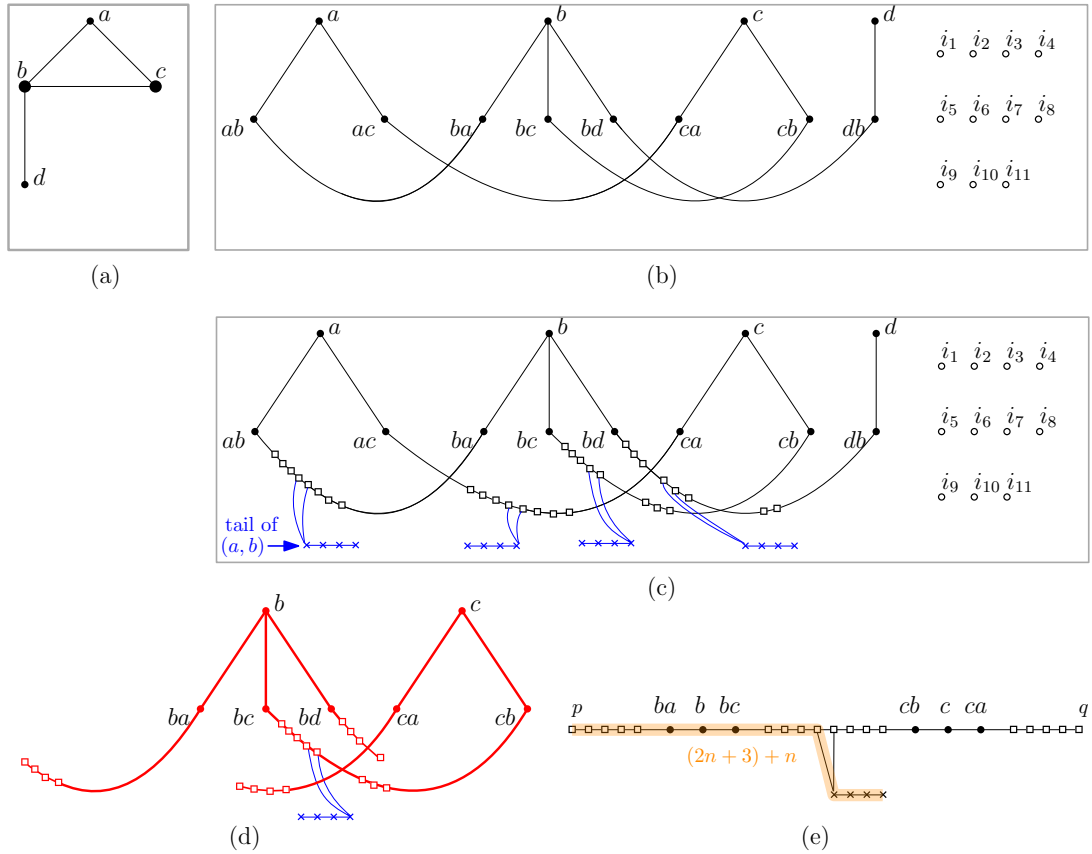 a
b
c
d
(a)
a
b
c
d
ab
ac
ba
bc
bd
ca
cb
db
i1 i2 i3 i4
i5 i6 i7 i8
i9 i10 i11
(b)
a
b
c
d
ab
ac
ba
bc
bd
ca
cb
db
i1 i2 i3 i4
i5 i6 i7 i8
i9 i10 i11
tail of
(a, b)
(c)
b
c
ba
bc
bd
ca
cb
(d)
p
ba
b
bc
cb
c
ca
q
(2n + 3) + n
(e)